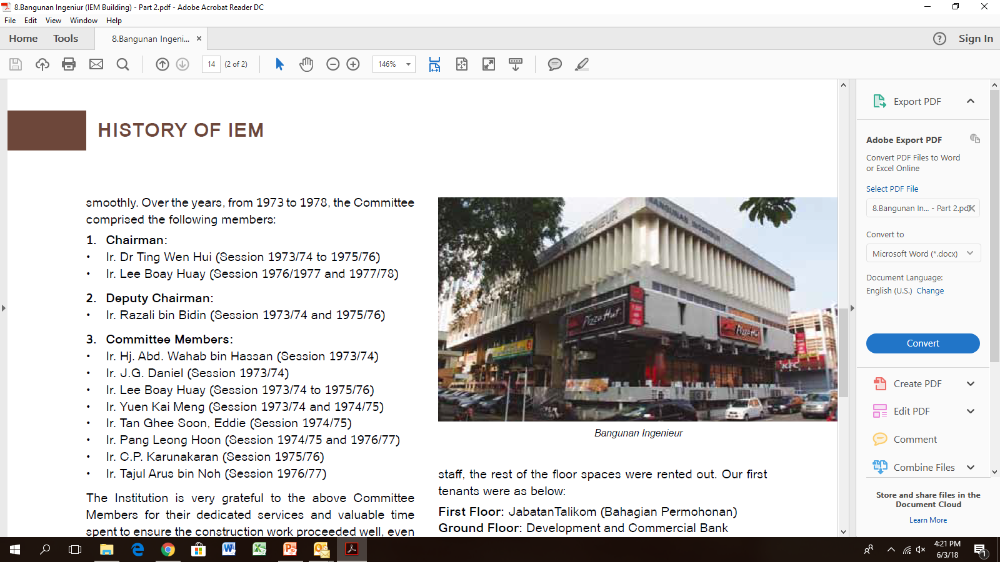 8.Bangunan Ingeniur (IEM Building) - Part 2.pdf - Adobe Acrobat Reader DC
File Edit View Window Help
Home Tools 8.Bangunan Ingeni... × Sign In
14 (2 of 2) 146%
HISTORY OF IEM
smoothly. Over the years, from 1973 to 1978, the Committee
comprised the following members:
1. Chairman:
• Ir. Dr Ting Wen Hui (Session 1973/74 to 1975/76)
• Ir. Lee Boay Huay (Session 1976/1977 and 1977/78)
2. Deputy Chairman:
• Ir. Razali bin Bidin (Session 1973/74 and 1975/76)
3. Committee Members:
• Ir. Hj. Abd. Wahab bin Hassan (Session 1973/74)
• Ir. J.G. Daniel (Session 1973/74)
• Ir. Lee Boay Huay (Session 1973/74 to 1975/76)
• Ir. Yuen Kai Meng (Session 1973/74 and 1974/75)
• Ir. Tan Ghee Soon, Eddie (Session 1974/75)
• Ir. Pang Leong Hoon (Session 1974/75 and 1976/77)
• Ir. C.P. Karunakaran (Session 1975/76)
• Ir. Tajul Arus bin Noh (Session 1976/77)
The Institution is very grateful to the above Committee
Members for their dedicated services and valuable time
spent to ensure the construction work proceeded well, even
BANGUNAN INGENIEUR
INGENIEUR
Pizza Hut
Pizza Hut
KFC
Bangunan Ingenieur
staff, the rest of the floor spaces were rented out. Our first
tenants were as below:
First Floor: JabatanTalikom (Bahagian Permohonan)
Ground Floor: Development and Commercial Bank
Export PDF
Adobe Export PDF
Convert PDF Files to Word
or Excel Online
Select PDF File
8.Bangunan In... - Part 2.pdf
Convert to
Microsoft Word (*.docx)
Document Language:
English (U.S.) Change
Convert
Create PDF
Edit PDF
Comment
Combine Files
Store and share files in the
Document Cloud
Learn More
4:21 PM
6/3/18
1